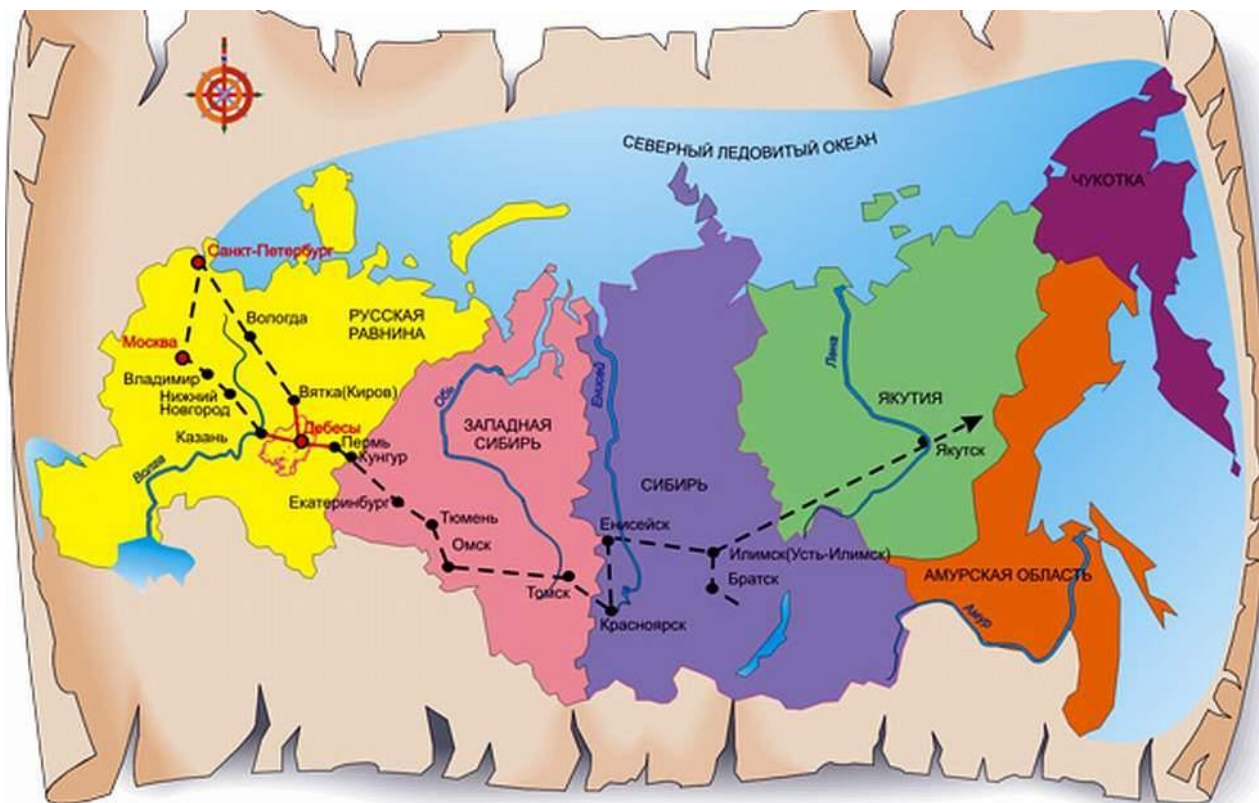 СЕВЕРНЫЙ ЛЕДОВИТЫЙ ОКЕАН
ЧУКОТКА
Санкт-Петербург
Вологда
РУССКАЯ
РАВНИНА
Москва
Владимир
Нижний
Новгород
Вятка(Киров)
Казань
Дебесы
Пермь
Кунгур
Волга
Обь
ЗАПАДНАЯ
СИБИРЬ
Енисей
Лена
ЯКУТИЯ
Якутск
Екатеринбург
Тюмень
Омск
Томск
СИБИРЬ
Енисейск
Илимск(Усть-Илимск)
Братск
Красноярск
АМУРСКАЯ ОБЛАСТЬ
Амур